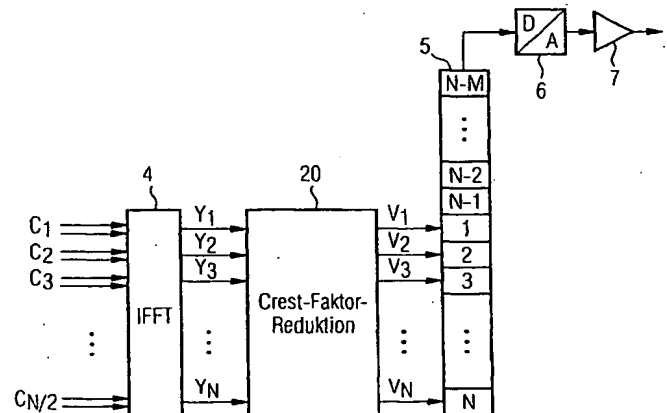 5
D
A
6
7
N-M
⋮
N-2
N-1
1
2
3
⋮
N
4
IFFT
C1
C2
C3
⋮
CN/2
Y1
Y2
Y3
⋮
YN
20
Crest-Faktor-
Reduktion
V1
V2
V3
⋮
VN